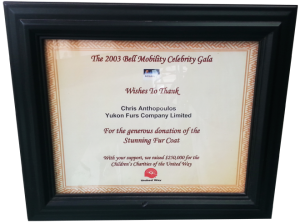 The 2003 Bell Mobility Celebrity Gala
Wishes To Thank
Chris Anthopoulos
Yukon Furs Company Limited
For the generous donation of the
Stunning Fur Coat
With your support, we raised $150,000 for the
Children's Charities of the United Way